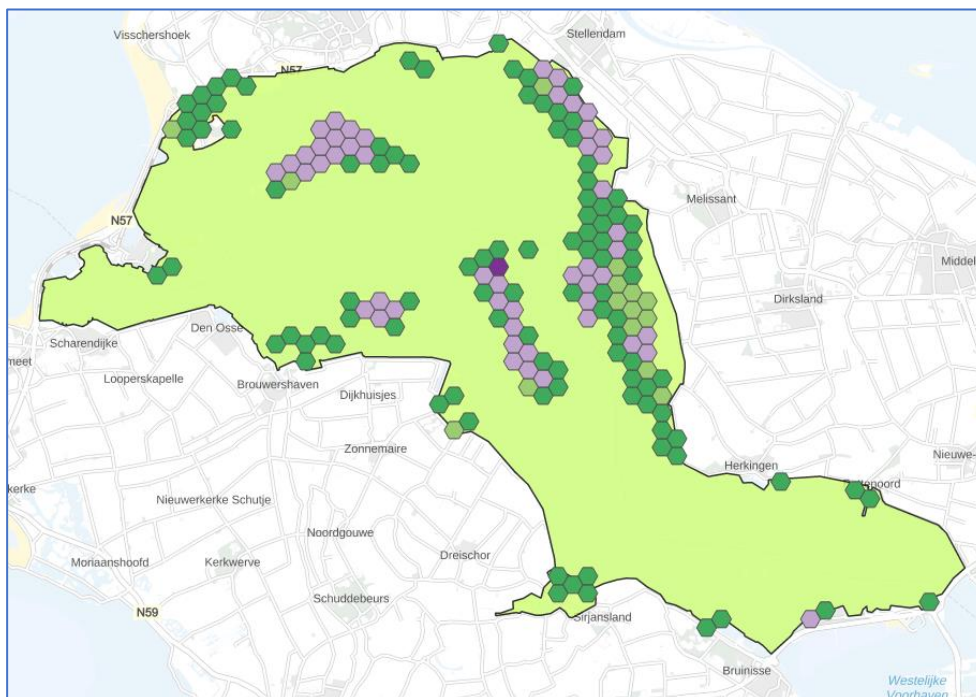 Visschershoek
Stellendam
N57
Melissant
N57
Middel
Dirksland
Den Osse
Scharendijke
meet
Looperskapelle
Brouwershaven
Dijkhuisjes
Zonnemaire
Herkingen
Nieuwe-
kerke
Nieuwerkerke Schutje
Noordgouwe
Dreischor
Moriaanshoofd
Kerkwerve
Schuddebeurs
N59
Sirjansland
Bruinisse
Westelijke
Voorhaven